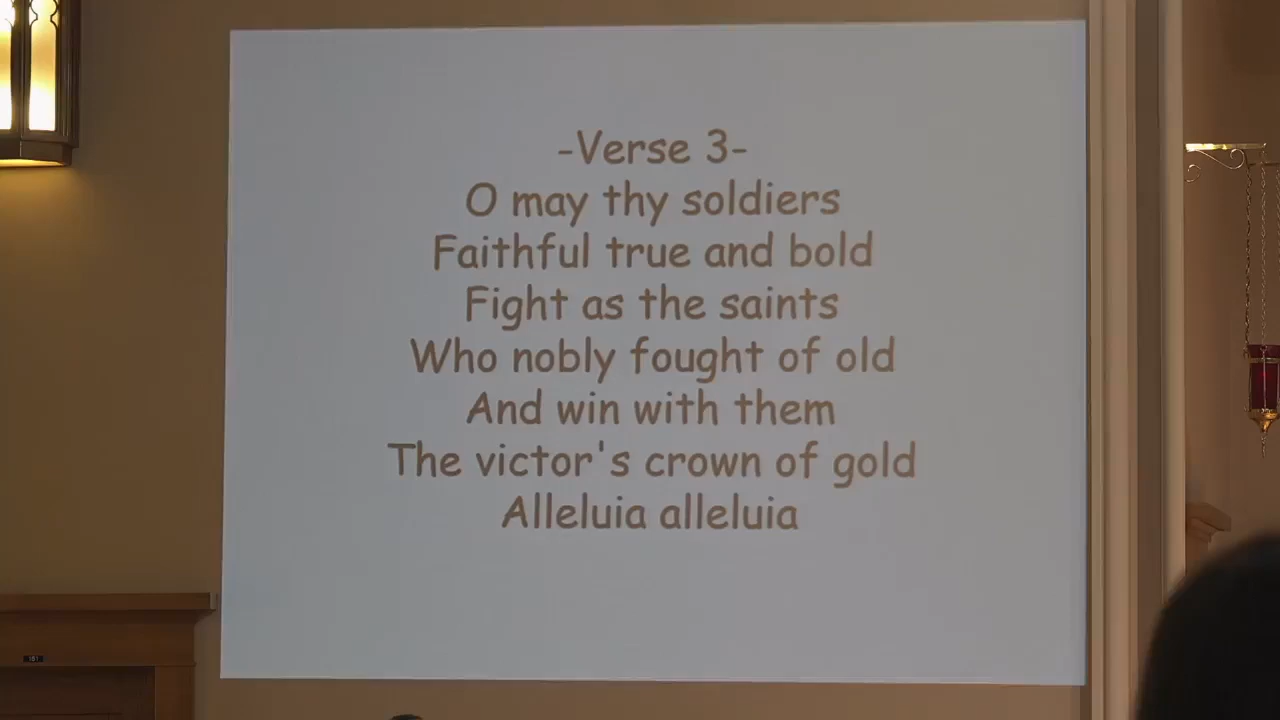 -Verse 3-
O may thy soldiers
Faithful true and bold
Fight as the saints
Who nobly fought of old
And win with them
The victor's crown of gold
Alleluia alleluia